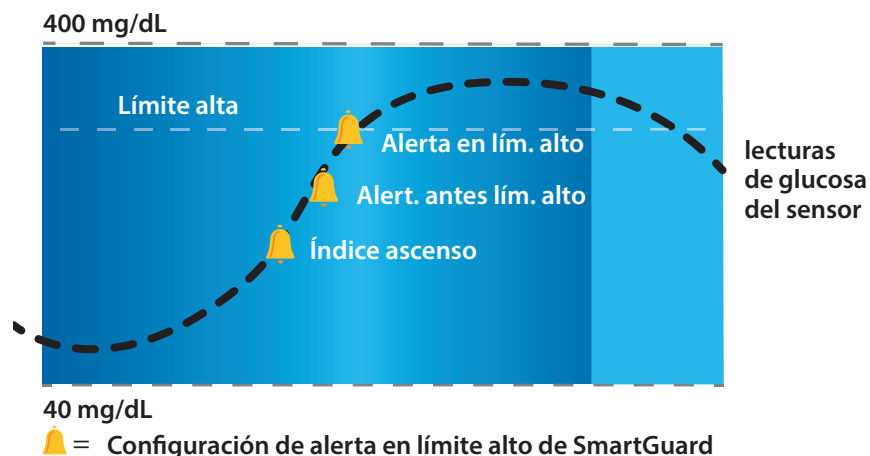 400 mg/dL
Límite alta
Alerta en lím. alto
Alert. antes lím. alto
Índice ascenso
lecturas
de glucosa
del sensor
40 mg/dL
= Configuración de alerta en límite alto de SmartGuard